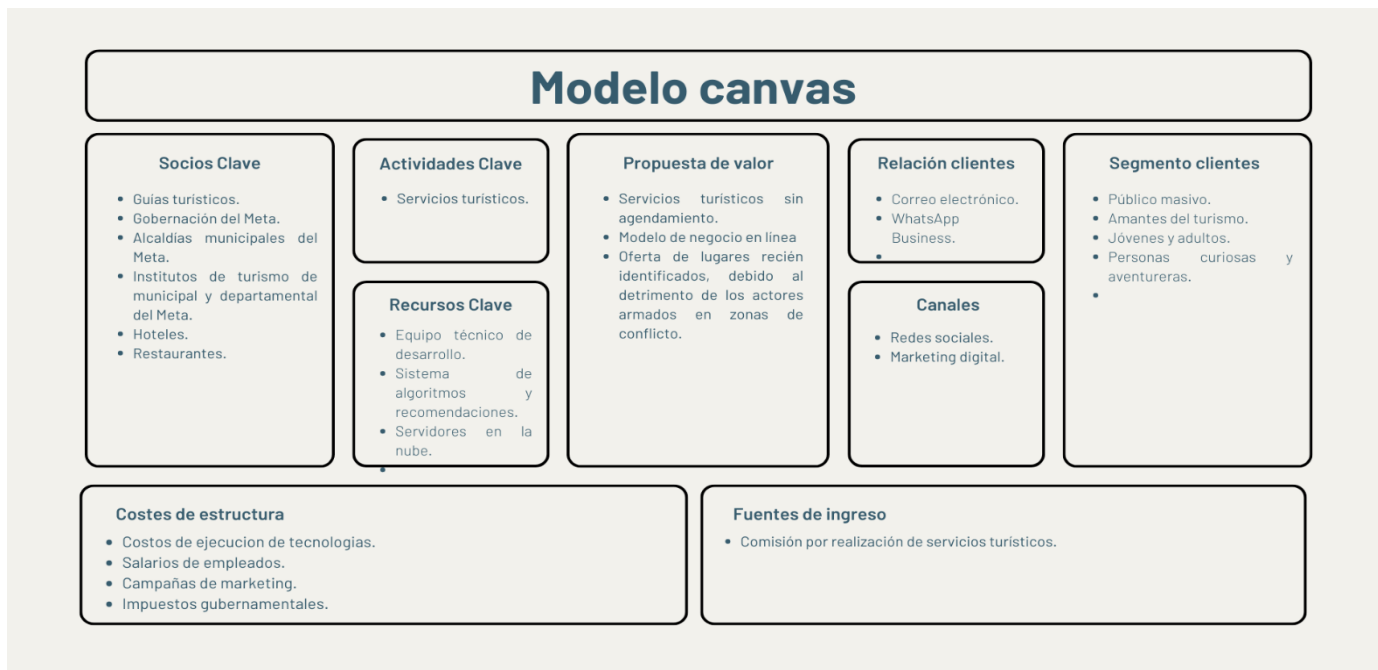 Modelo canvas
Socios Clave
• Guías turísticos.
• Gobernación del Meta.
• Alcaldías municipales del
Meta.
• Institutos de turismo de
municipal y departamental
del Meta.
• Hoteles.
• Restaurantes.
Actividades Clave
• Servicios turísticos.
Recursos Clave
• Equipo técnico de
desarrollo.
• Sistema de
algoritmos y
recomendaciones.
• Servidores en la
nube.
•
Propuesta de valor
• Servicios turísticos sin
agendamiento.
• Modelo de negocio en línea
• Oferta de lugares recién
identificados, debido al
detrimento de los actores
armados en zonas de
conflicto.
Relación clientes
• Correo electrónico.
• WhatsApp
Business.
•
Canales
• Redes sociales.
• Marketing digital.
Segmento clientes
• Público masivo.
• Amantes del turismo.
• Jóvenes y adultos.
• Personas curiosas y
aventureras.
•
Costes de estructura
• Costos de ejecucion de tecnologias.
• Salarios de empleados.
• Campañas de marketing.
• Impuestos gubernamentales.
Fuentes de ingreso
• Comisión por realización de servicios turísticos.